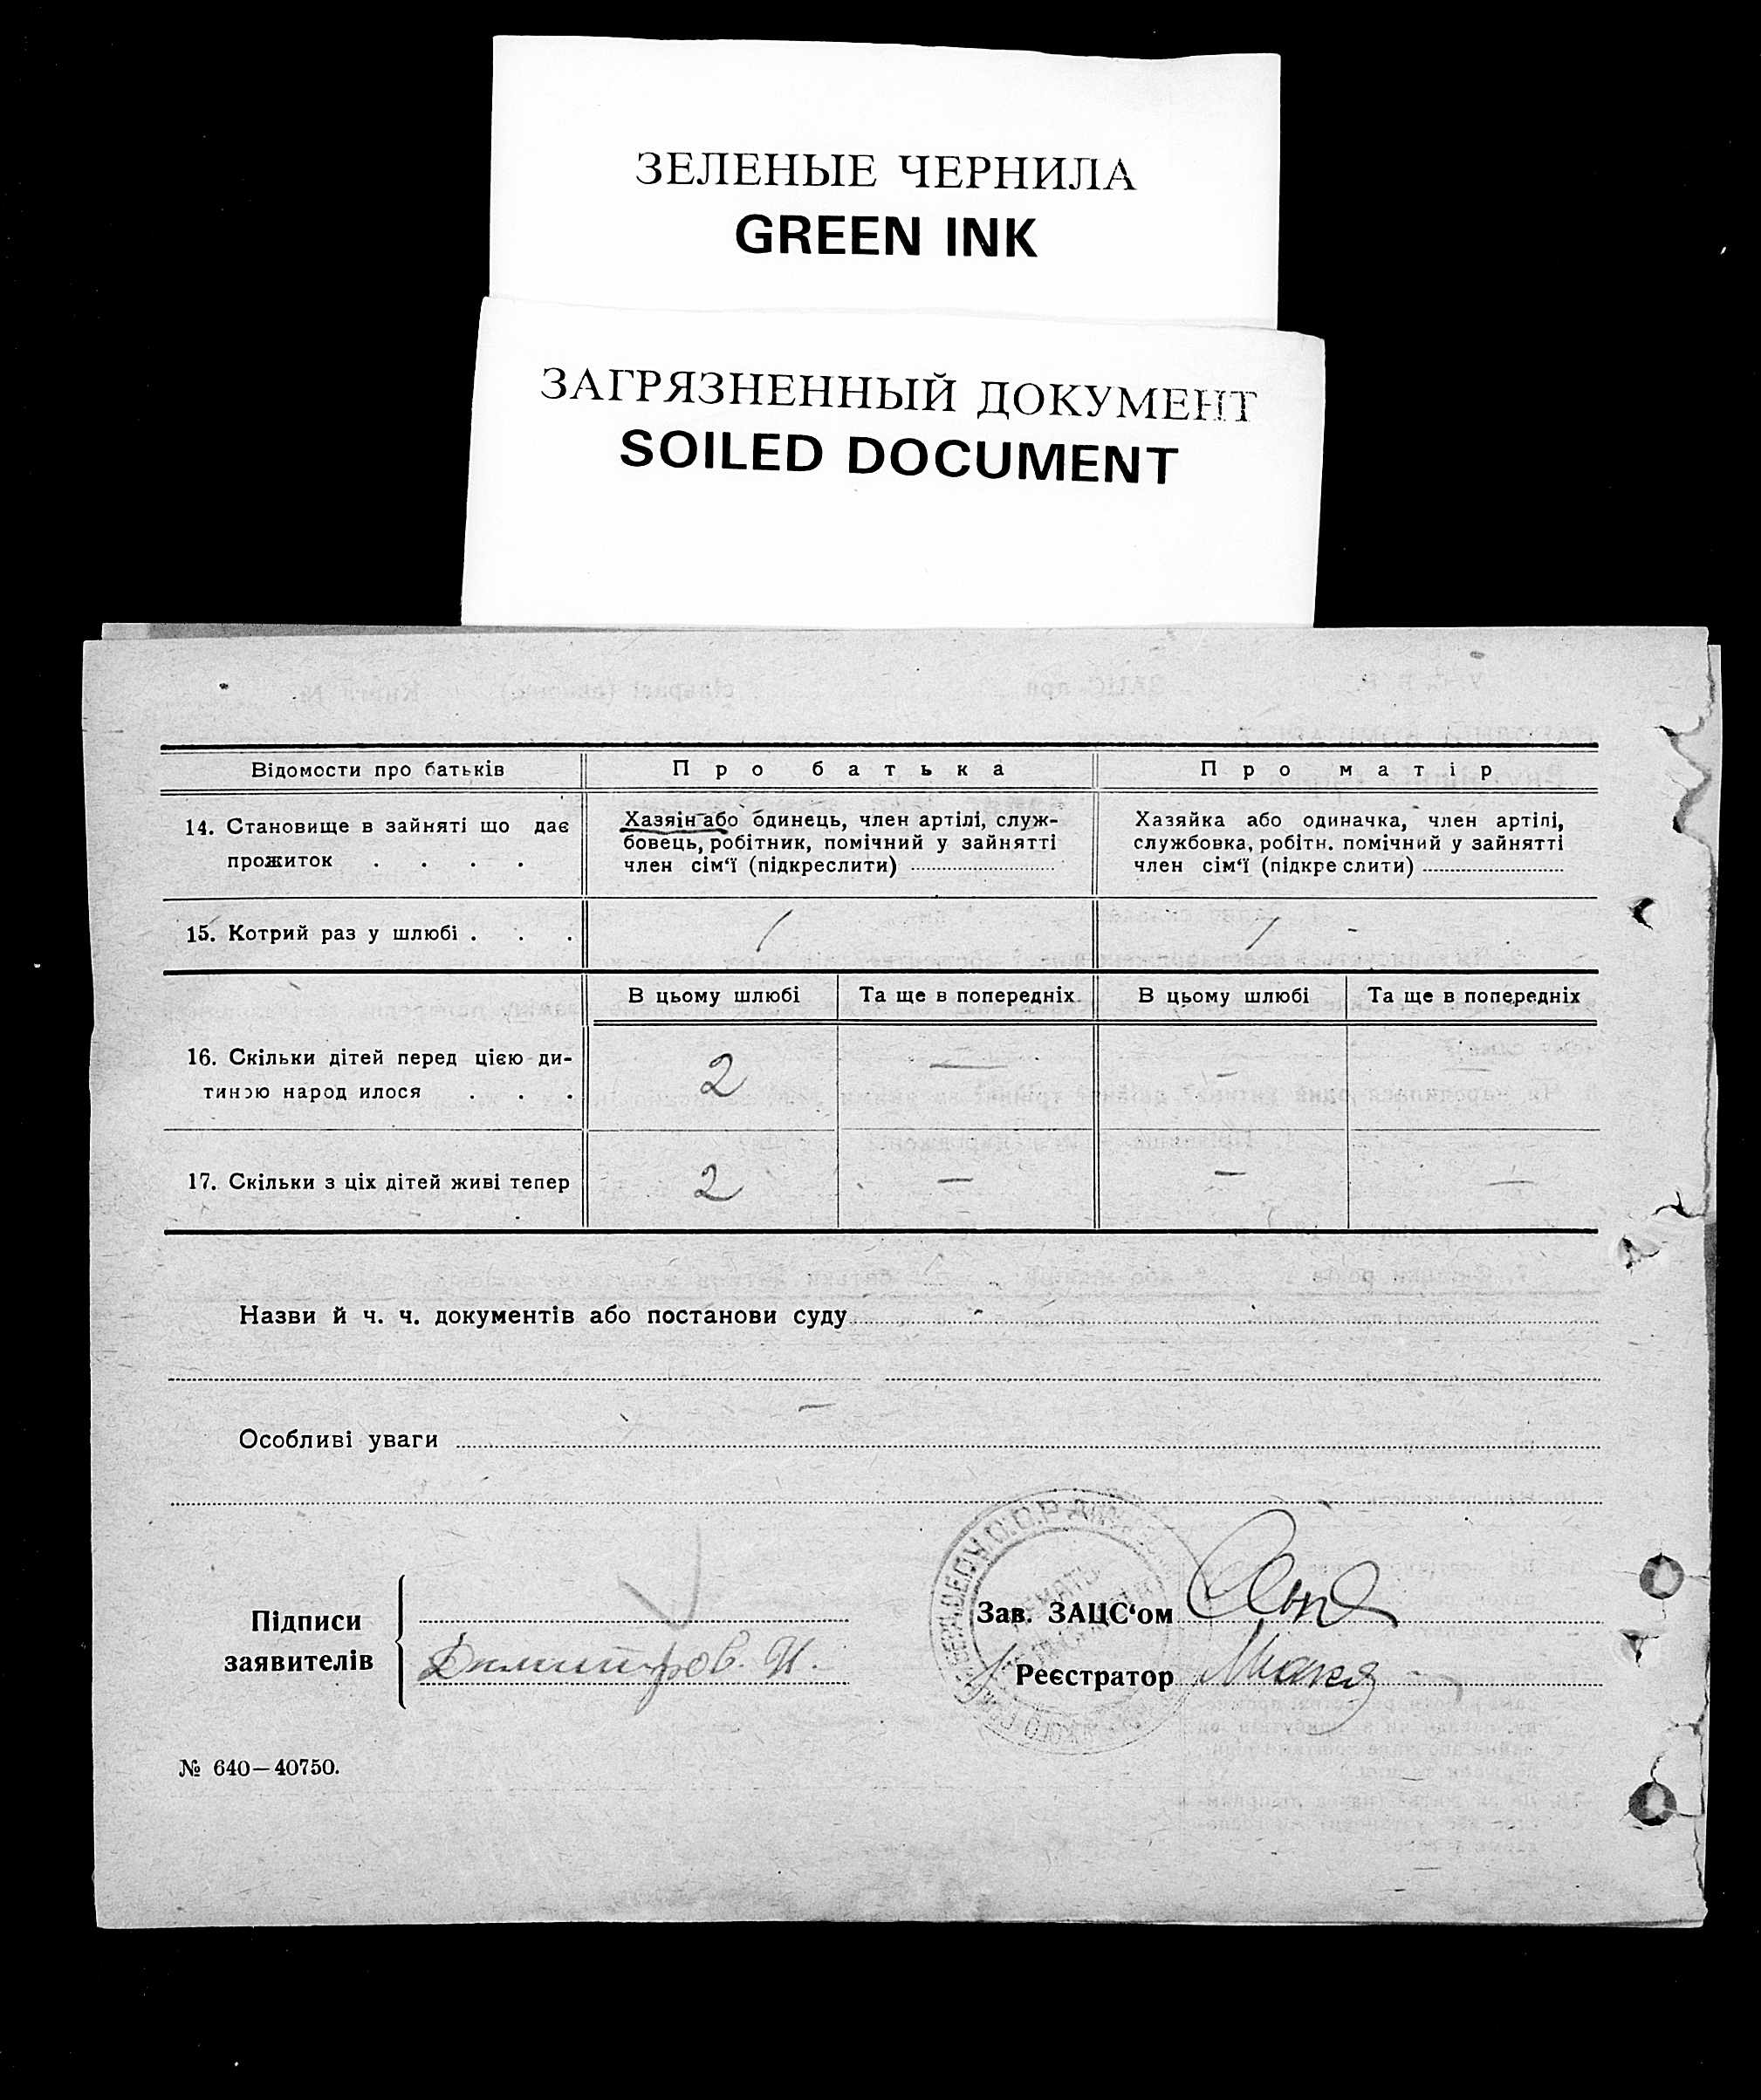 ЗЕЛЕНЫЕ ЧЕРНИЛА
GREEN INK
ЗАГРЯЗНЕННЫЙ ДОКУМЕНТ
SOILED DOCUMENT
Відомости про батьків
Про батька
Про матір
14. Становище в зайняті що дає
прожиток . . . .
Хазяін або одинець, член артілі, служ-
бовець, робітник, помічний у зайнятті
член сім‘ї (підкреслити)
Хазяйка або одиначка, член артілі,
службовка, робітн. помічний у зайнятті
член сім‘ї (підкреслити)
15. Котрий раз у шлюбі . . .
1
1 -
В цьому шлюбі
Та ще в попередніх
В цьому шлюбі
Та ще в попередніх
16. Скільки дітей перед цією ди-
тиною народилося . . .
2 — — —
17. Скільки з ціх дітей живі тепер
2 — — —
Назви й ч. ч. документів або постанови суду
Особливі уваги
Підписи
заявителів
Димитров. И.
Зав. ЗАЦС‘ом
Реєстратор
№ 640—40750.